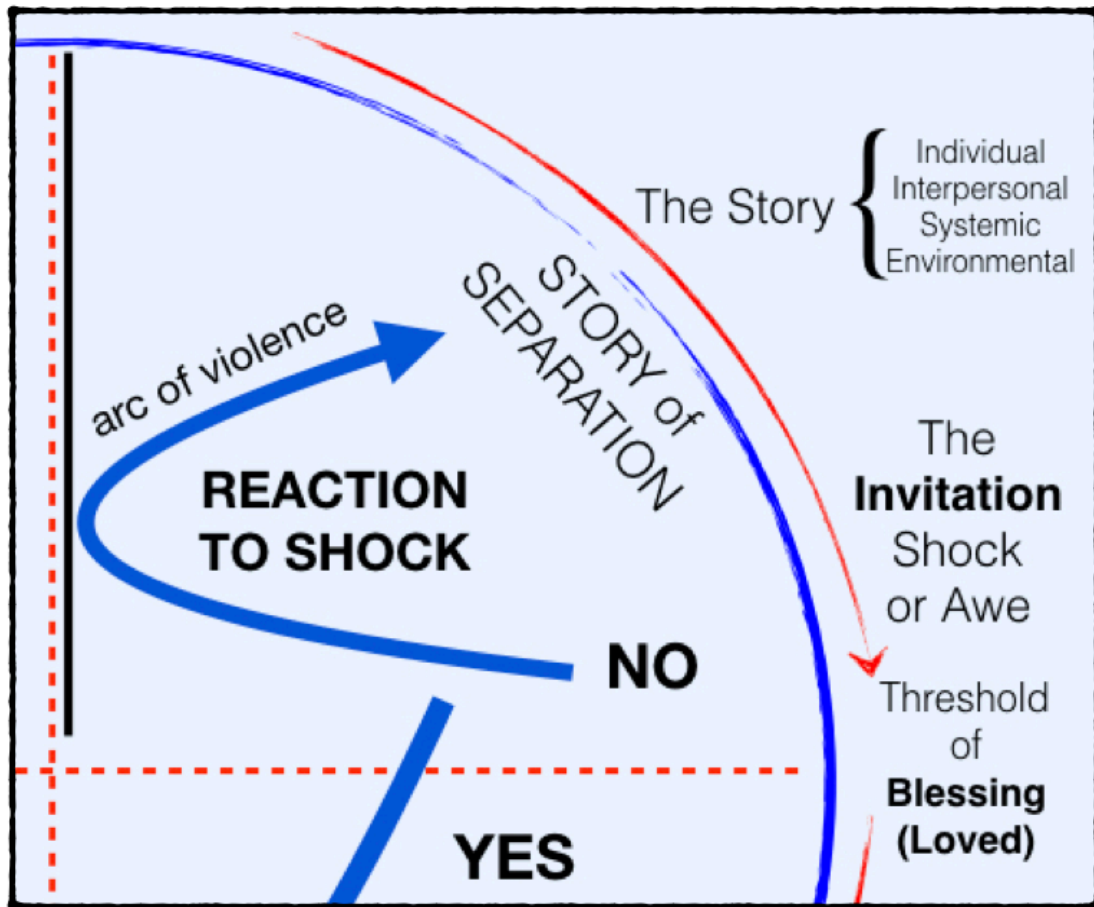 The Story
Individual
Interpersonal
Systemic
Environmental
STORY of
SEPARATION
arc of violence
REACTION
TO SHOCK
The
Invitation
Shock
or Awe
NO
Threshold
of
Blessing
(Loved)
YES